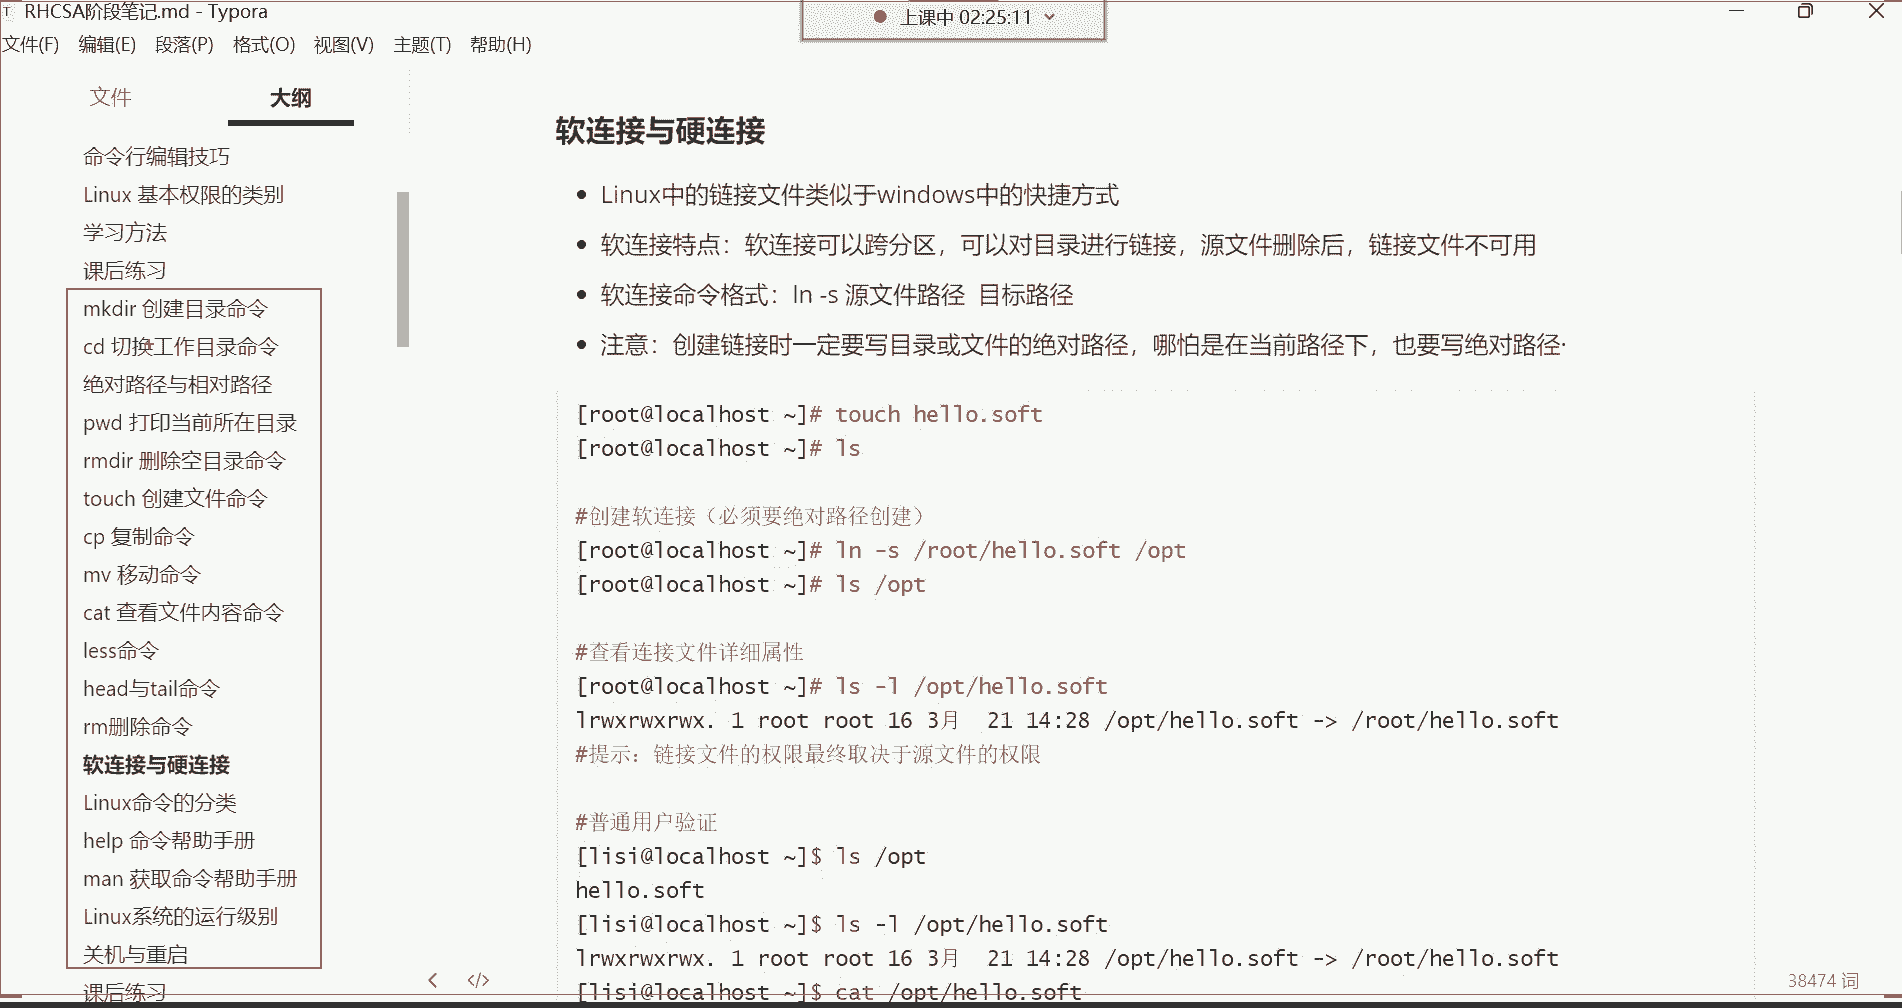 RHCSA阶段笔记.md - Typora
上课中 02:25:11
文件(F) 编辑(E) 段落(P) 格式(O) 视图(V) 主题(T) 帮助(H)
文件 大纲
命令行编辑技巧
Linux 基本权限的类别
学习方法
课后练习
mkdir 创建目录命令
cd 切换工作目录命令
绝对路径与相对路径
pwd 打印当前所在目录
rmdir 删除空目录命令
touch 创建文件命令
cp 复制命令
mv 移动命令
cat 查看文件内容命令
less命令
head与tail命令
rm删除命令
软连接与硬连接
Linux命令的分类
help 命令帮助手册
man 获取命令帮助手册
Linux系统的运行级别
关机与重启
课后练习
软连接与硬连接
Linux中的链接文件类似于windows中的快捷方式
软连接特点：软连接可以跨分区，可以对目录进行链接，源文件删除后，链接文件不可用
软连接命令格式：ln -s 源文件路径 目标路径
注意：创建链接时一定要写目录或文件的绝对路径，哪怕是在当前路径下，也要写绝对路径
[root@localhost ~]# touch hello.soft
[root@localhost ~]# ls
#创建软连接（必须要绝对路径创建）
[root@localhost ~]# ln -s /root/hello.soft /opt
[root@localhost ~]# ls /opt
#查看连接文件详细属性
[root@localhost ~]# ls -l /opt/hello.soft
lrwxrwxrwx. 1 root root 16 3月  21 14:28 /opt/hello.soft -> /root/hello.soft
#提示：链接文件的权限最终取决于源文件的权限
#普通用户验证
[lisi@localhost ~]$ ls /opt
hello.soft
[lisi@localhost ~]$ ls -l /opt/hello.soft
lrwxrwxrwx. 1 root root 16 3月  21 14:28 /opt/hello.soft -> /root/hello.soft
[lisi@localhost ~]$ cat /opt/hello.soft
38474 词